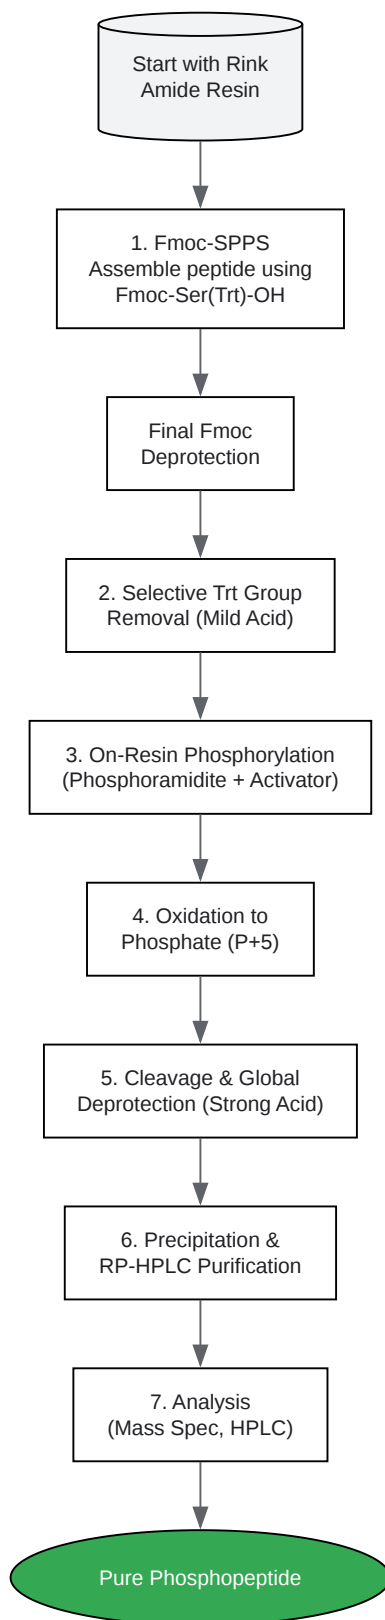 Start with Rink
Amide Resin
1. Fmoc-SPPS
Assemble peptide using
Fmoc-Ser(Trt)-OH
Final Fmoc
Deprotection
2. Selective Trt Group
Removal (Mild Acid)
3. On-Resin Phosphorylation
(Phosphoramidite + Activator)
4. Oxidation to
Phosphate (P+5)
5. Cleavage & Global
Deprotection (Strong Acid)
6. Precipitation &
RP-HPLC Purification
7. Analysis
(Mass Spec, HPLC)
Pure Phosphopeptide